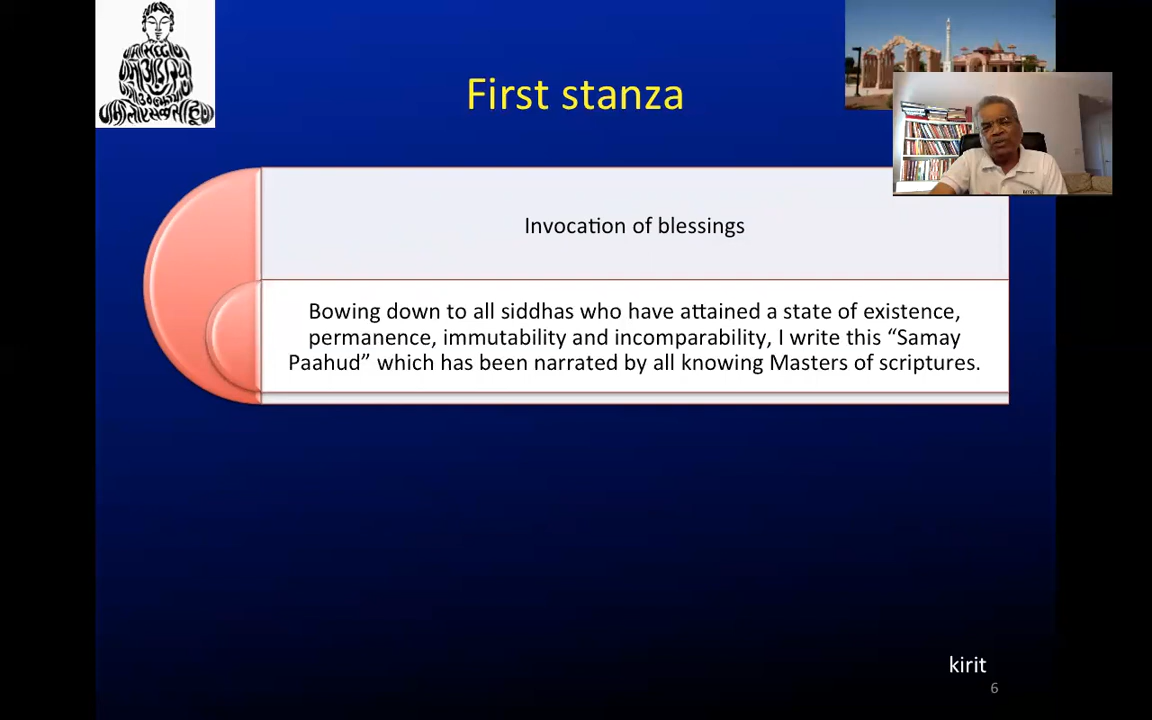 First stanza
Invocation of blessings
Bowing down to all siddhas who have attained a state of existence,
permanence, immutability and incomparability, I write this “Samay
Paahud” which has been narrated by all knowing Masters of scriptures.
kirit
6